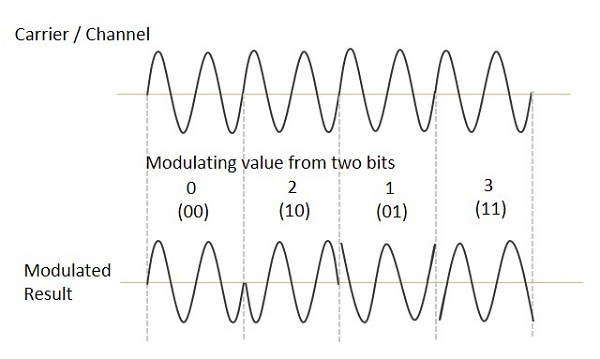 Carrier / Channel
Modulating value from two bits
0 2 1 3
(00) (10) (01) (11)
Modulated
Result